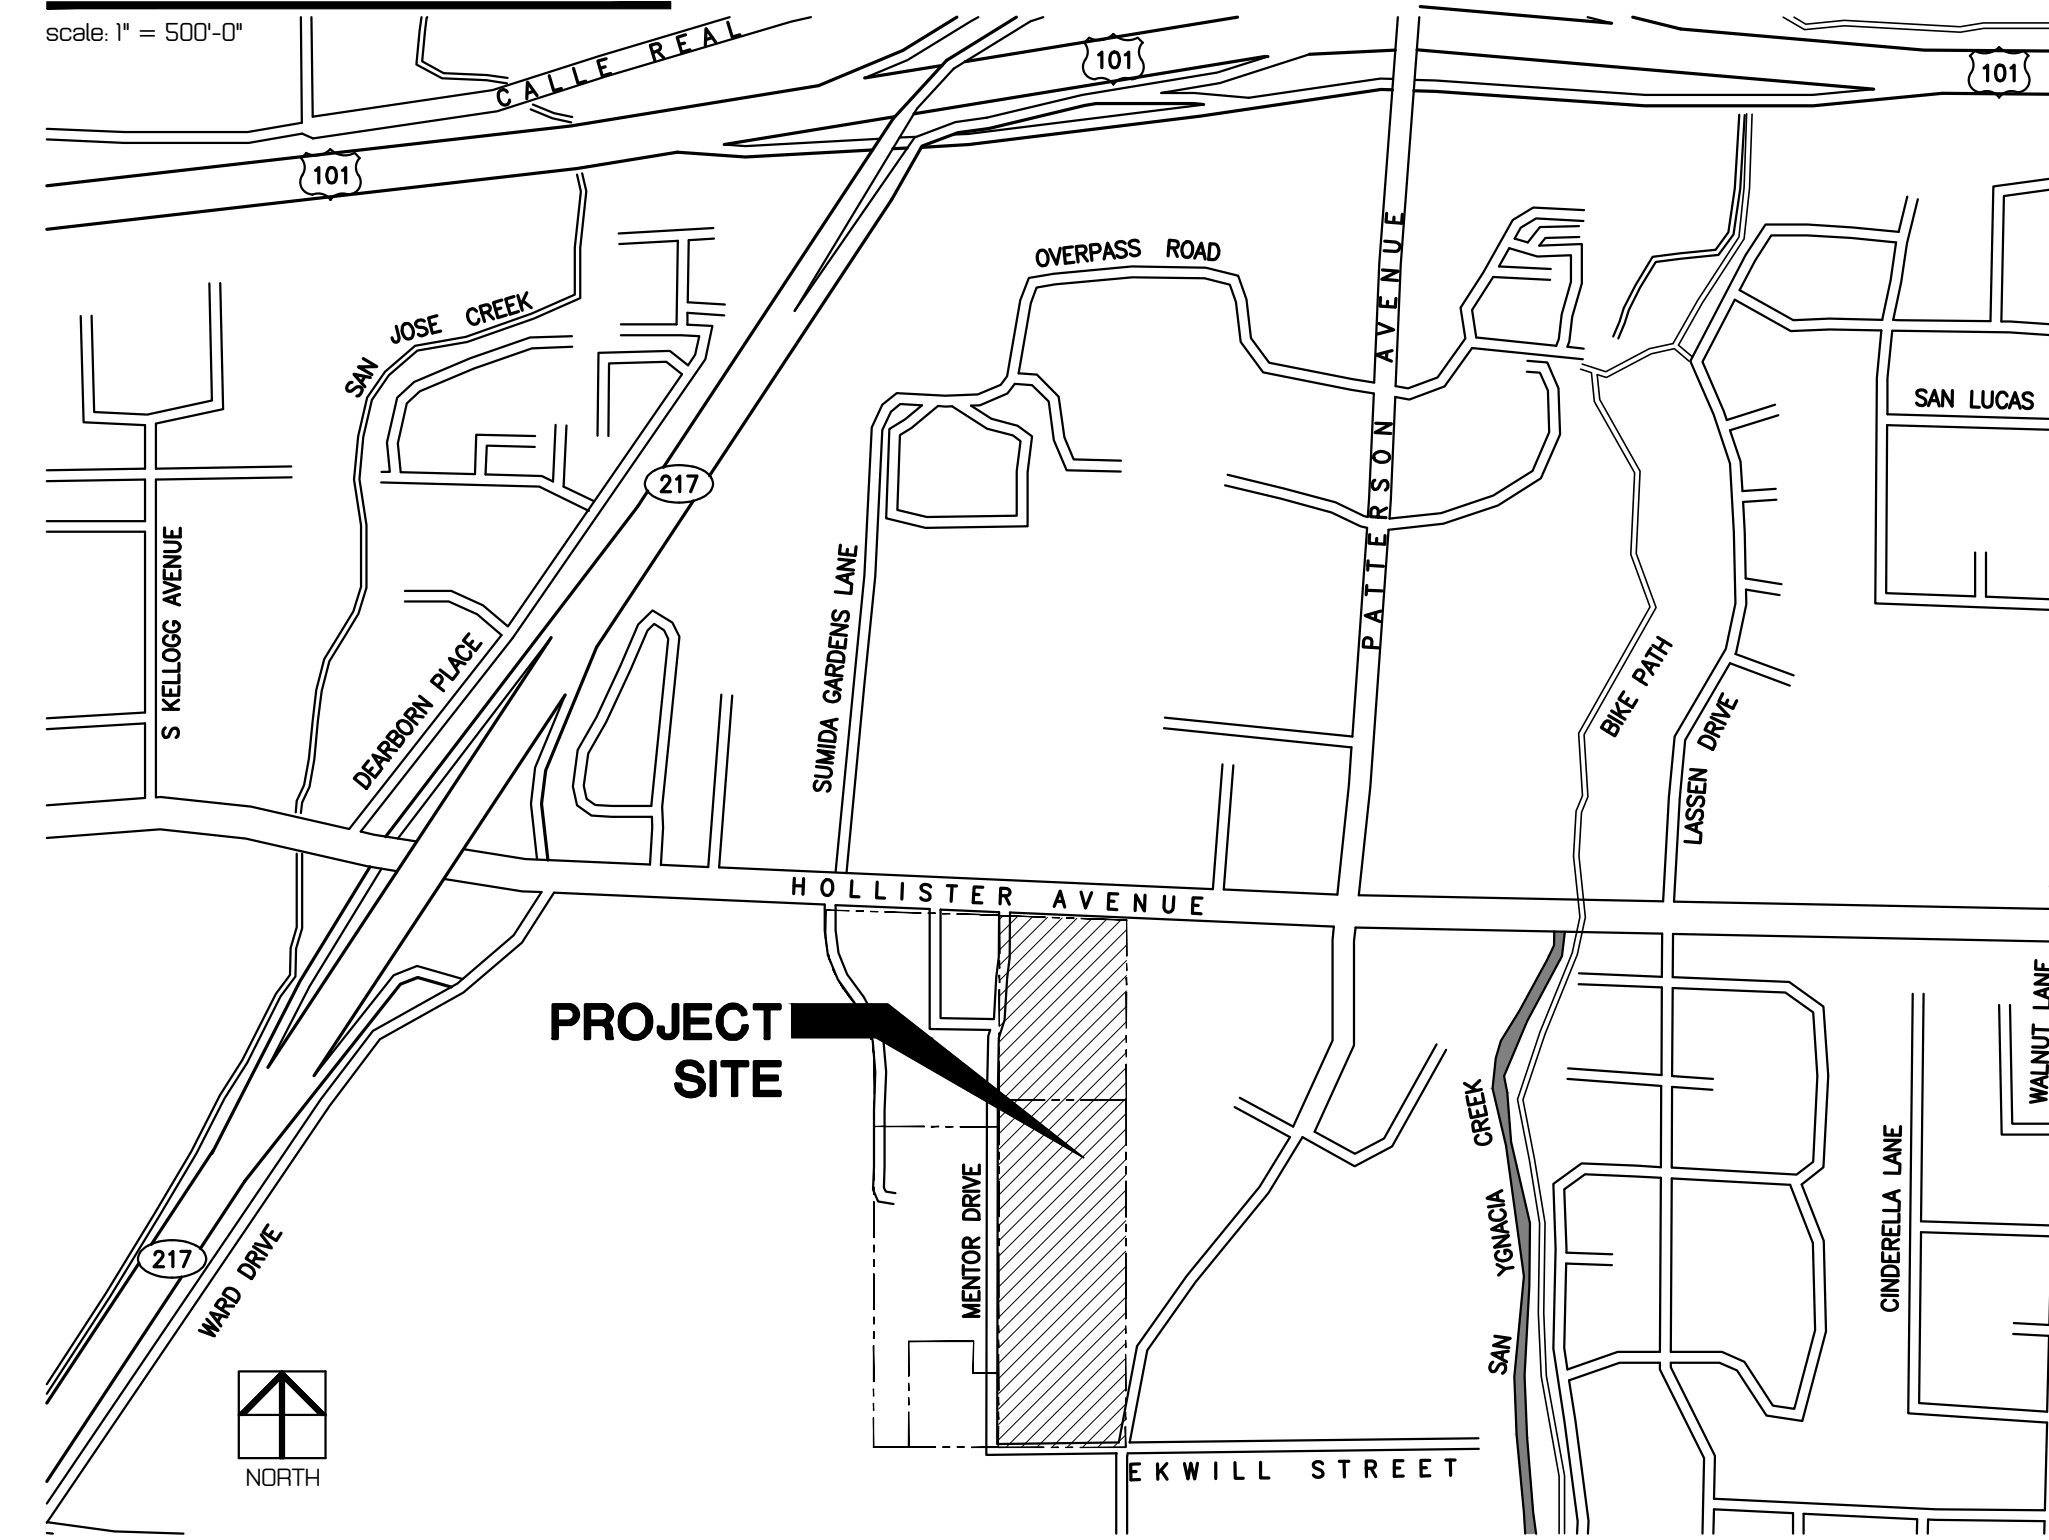 scale: 1" = 500'-0"
CALLE REAL
101
101
101
OVERPASS ROAD
PATTERSON AVENUE
SAN JOSE CREEK
SAN LUCAS
217
S KELLOGG AVENUE
DEARBORN PLACE
SUMIDA GARDENS LANE
BIKE PATH
LASSEN DRIVE
HOLLISTER AVENUE
PROJECT
SITE
WALNUT LANE
SAN YGNACIA CREEK
CINDERELLA LANE
MENTOR DRIVE
217
WARD DRIVE
EKWILL STREET
NORTH